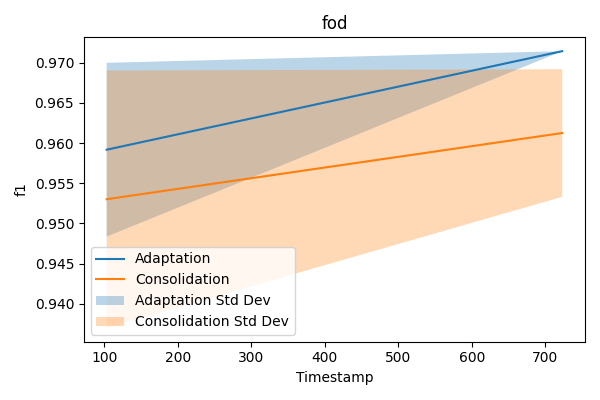 fod
0.970
0.965
0.960
0.955
0.950
0.945
0.940
f1
Adaptation
Consolidation
Adaptation Std Dev
Consolidation Std Dev
100 200 300 400 500 600 700
Timestamp